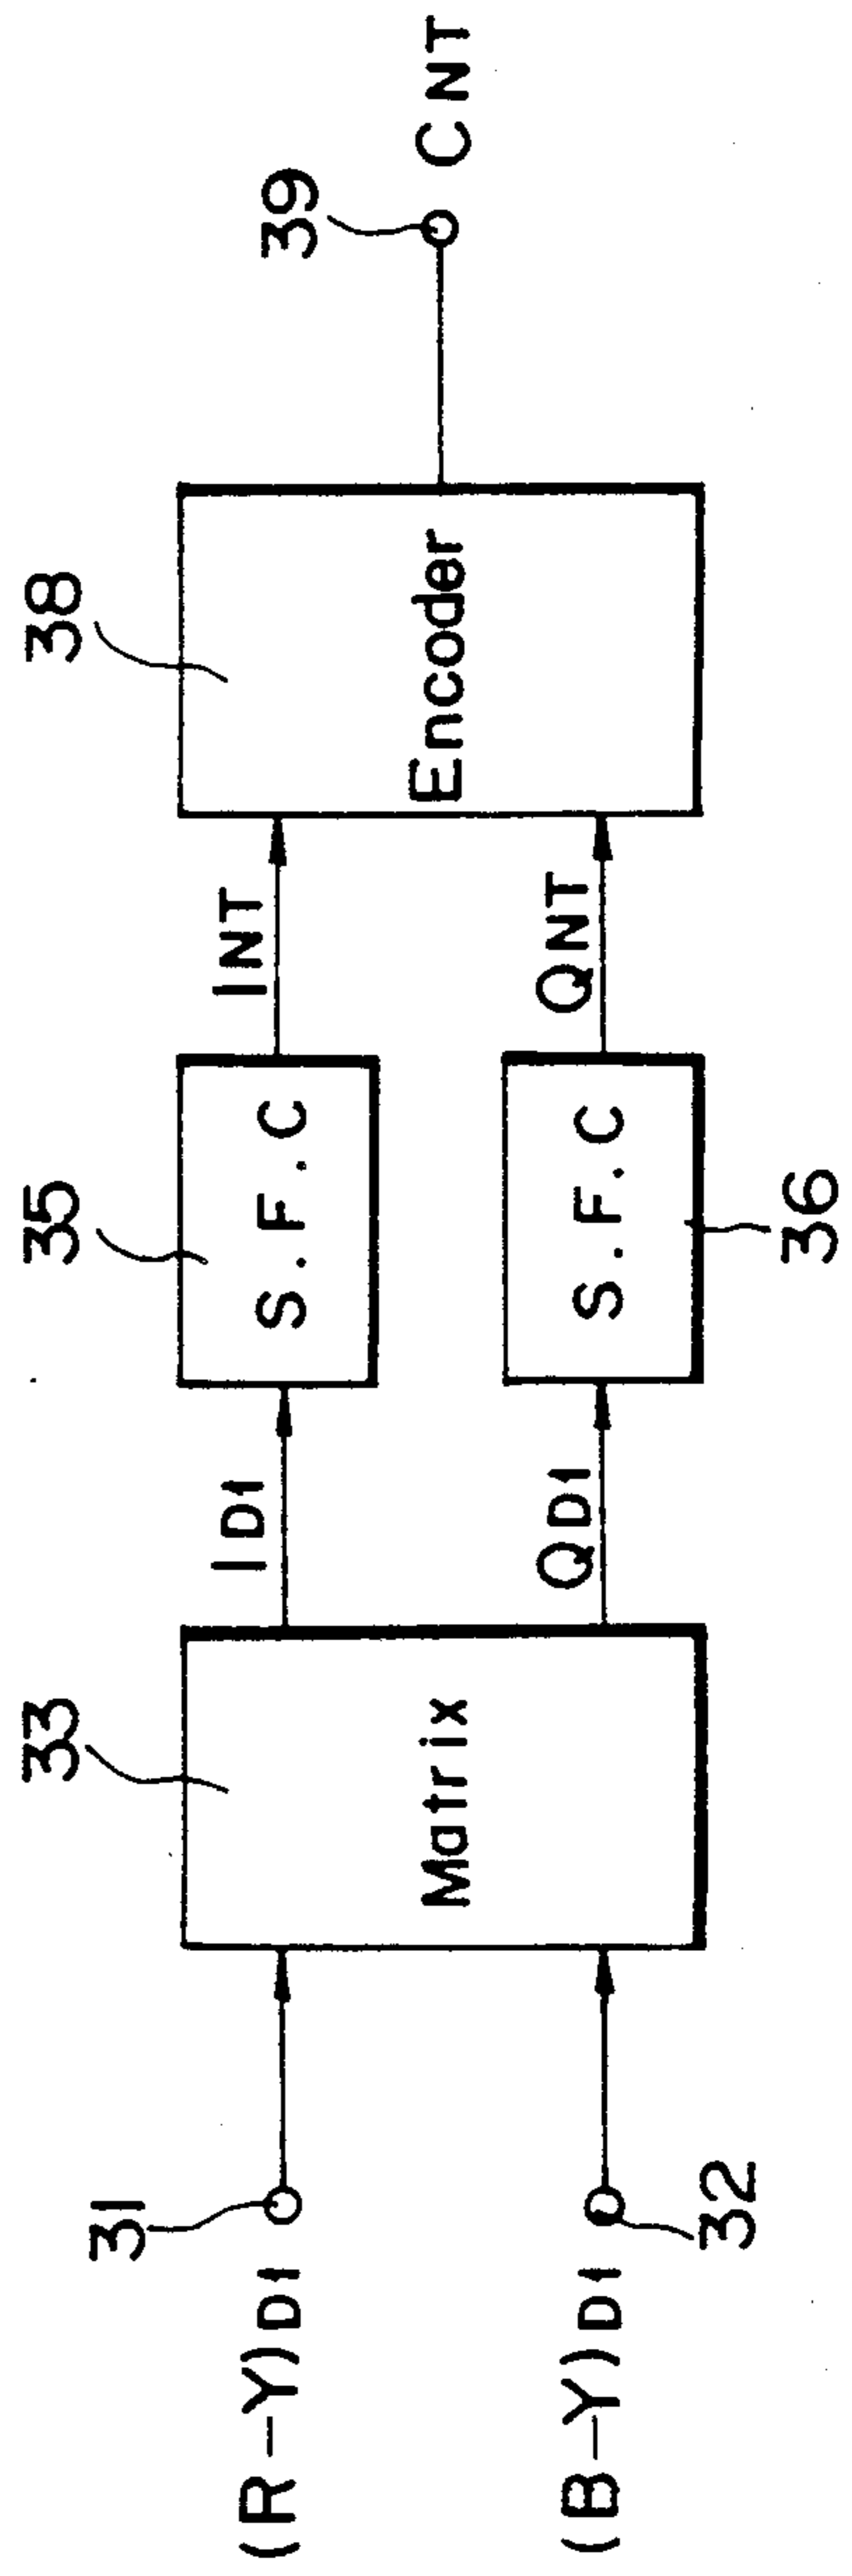 (R-Y)D1
31
(B-Y)D1
32
33
Matrix
ID1
QD1
35
S.F.C
S.F.C
36
INT
QNT
38
Encoder
39
CNT